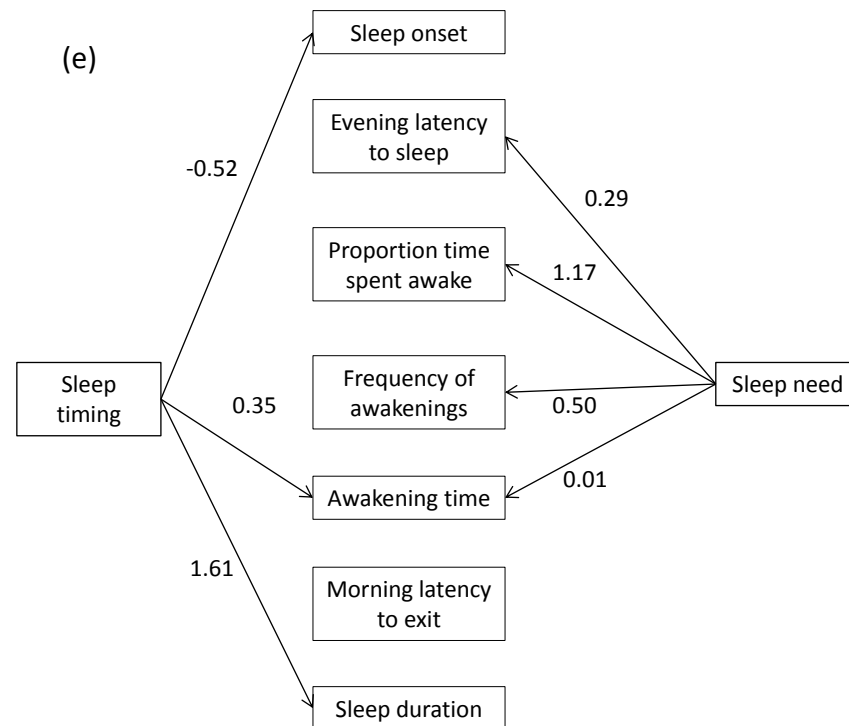 (e)
Sleep onset
Evening latency
to sleep
-0.52
0.29
Proportion time
spent awake
1.17
Sleep
timing
0.35
Frequency of
awakenings
0.50
Sleep need
Awakening time
0.01
1.61
Morning latency
to exit
Sleep duration